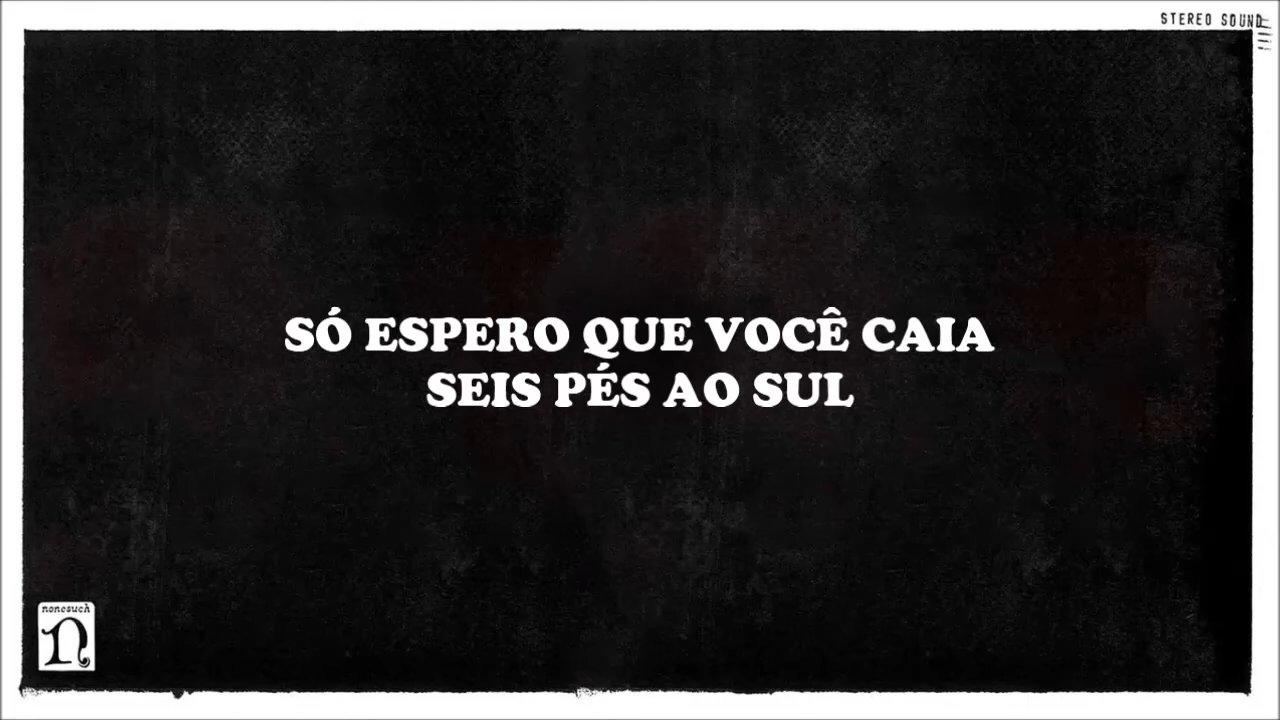 STEREO SOUND
SÓ ESPERO QUE VOCÊ CAIA
SEIS PÉS AO SUL
nonesuch
n